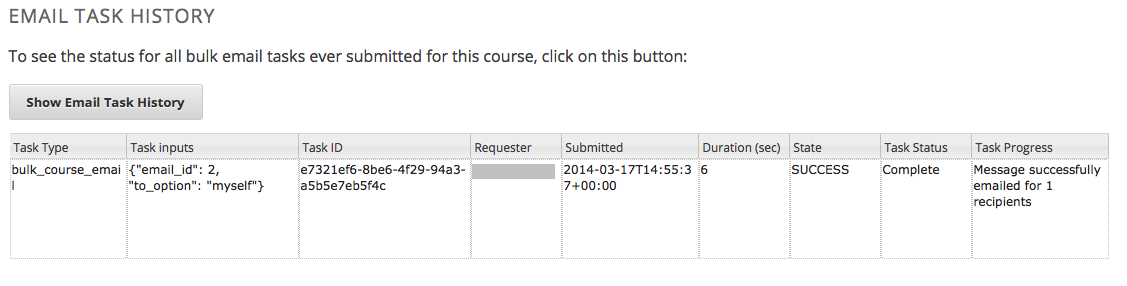 EMAIL TASK HISTORY
To see the status for all bulk email tasks ever submitted for this course, click on this button:
Show Email Task History
Task Type Task inputs Task ID Requester Submitted Duration (sec) State Task Status Task Progress
bulk_course_emai {"email_id": 2, e7321ef6-8be6-4f29-94a3- 2014-03-17T14:55:3 6 SUCCESS Complete Message successfully
l "to_option": "myself"} a5b5e7eb5f4c 7+00:00 emailed for 1
recipients